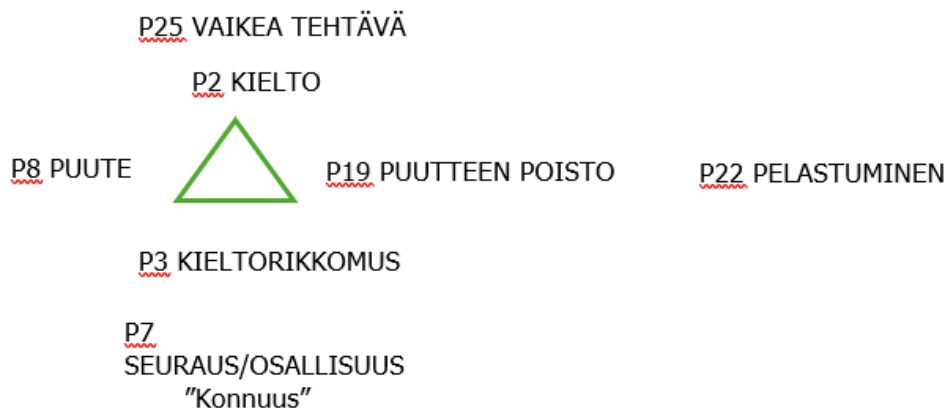 P25 VAIKEA TEHTÄVÄ
P2 KIELTO
P8 PUUTE
P19 PUUTTEEN POISTO
P22 PELASTUMINEN
P3 KIELTORIKKOMUS
P7
SEURAUS/OSALLISUUS
”Konnuus”